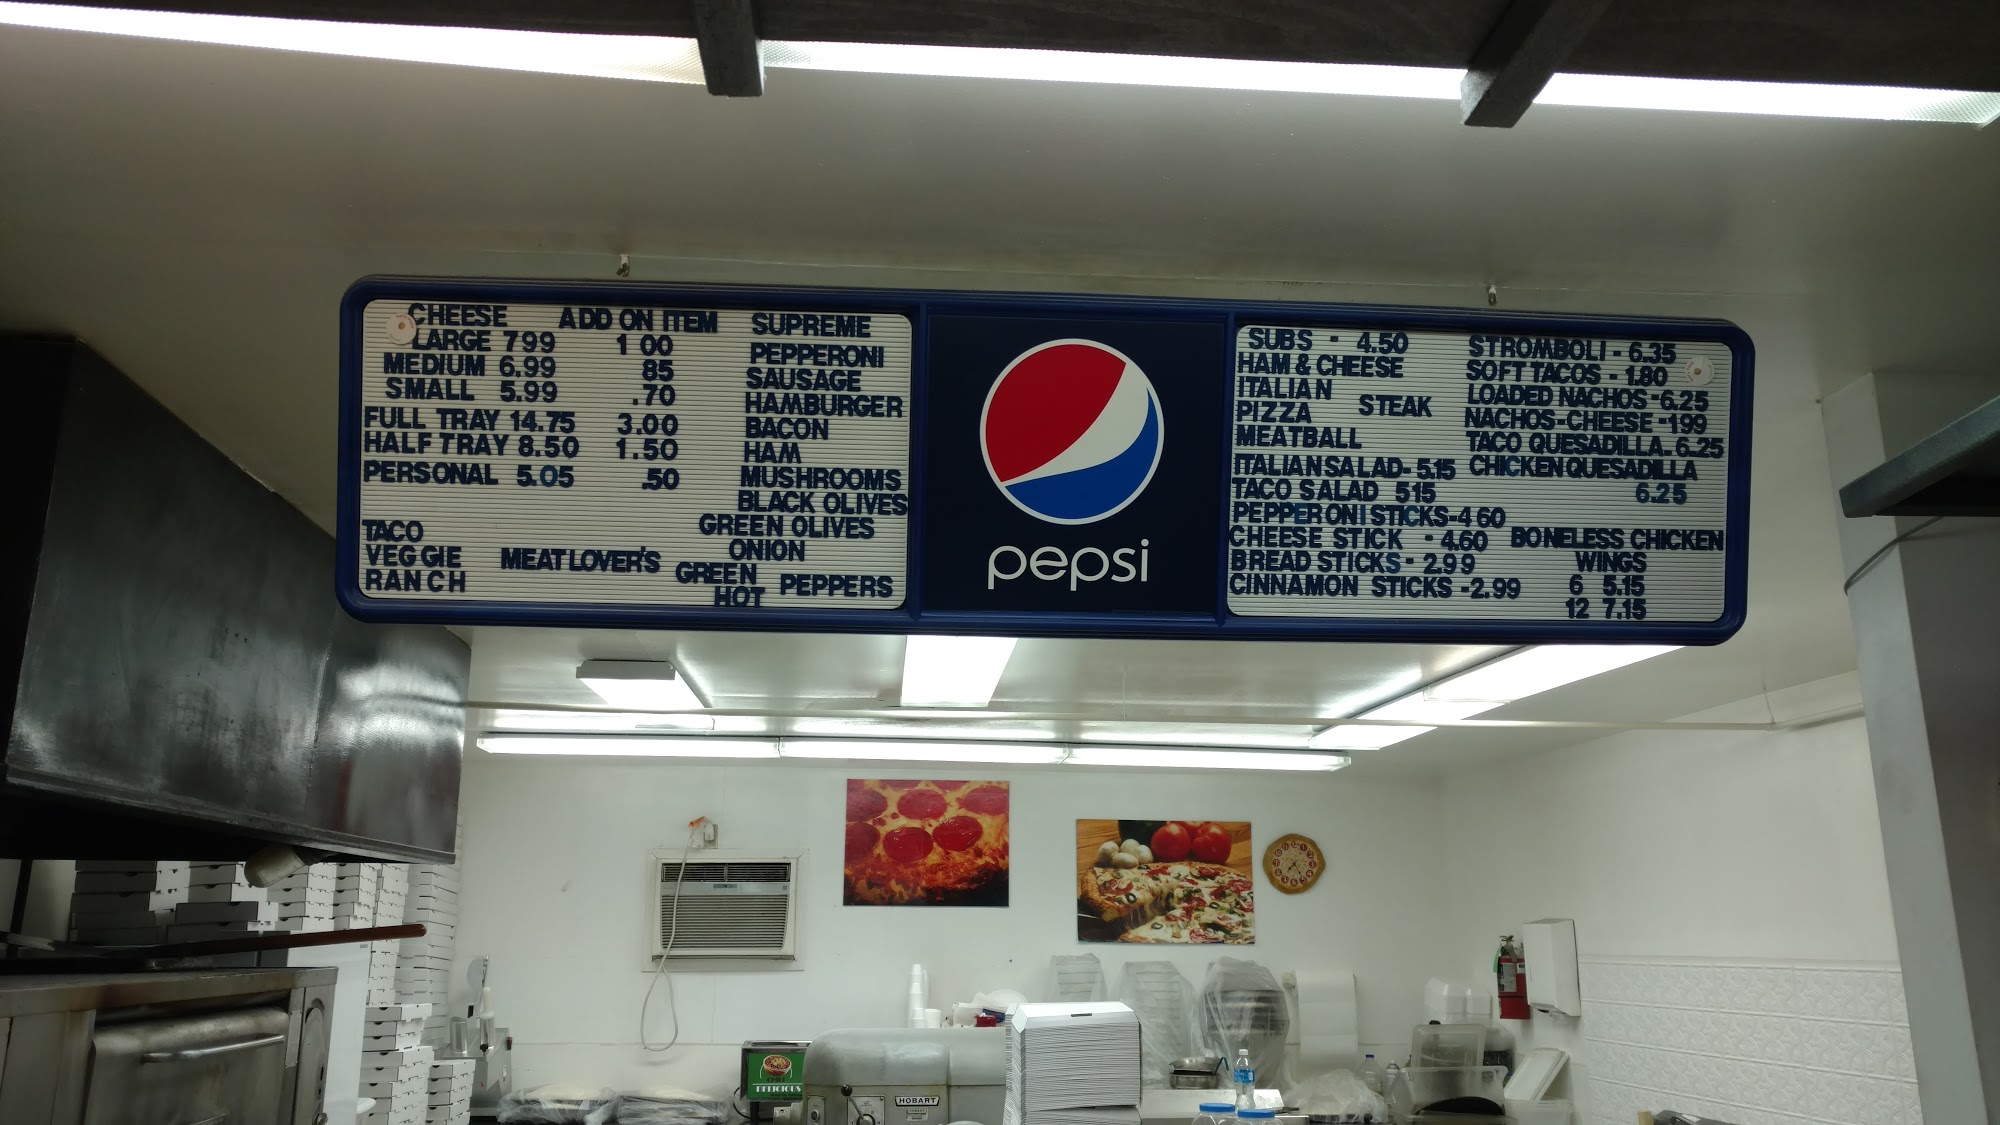 CHEESE ADD ON ITEM SUPREME
LARGE 799 1 00 PEPPERONI
MEDIUM 6.99 85 SAUSAGE
SMALL 5.99 .70 HAMBURGER
FULL TRAY 14.75 3.00 BACON
HALF TRAY 8.50 1.50 HAM
PERSONAL 5.05 .50 MUSHROOMS
BLACK OLIVES
TACO GREEN OLIVES
VEGGIE MEATLOVER'S ONION
RANCH GREEN PEPPERS
HOT
pepsi
SUBS - 4.50 STROMBOLI - 6.35
HAM & CHEESE SOFT TACOS - 1.80
ITALIAN LOADED NACHOS - 6.25
PIZZA STEAK NACHOS-CHEESE - 199
MEATBALL TACO QUESADILLA.. 6.25
ITALIAN SALAD - 5.15 CHICKEN QUESADILLA
TACO SALAD 515 6.25
PEPPERONI STICKS - 4 60
CHEESE STICK - 4.60 BONELESS CHICKEN
BREAD STICKS - 2.99 WINGS
CINNAMON STICKS - 2.99 6 5.15
12 7.15
DELICIOUS
HOBART